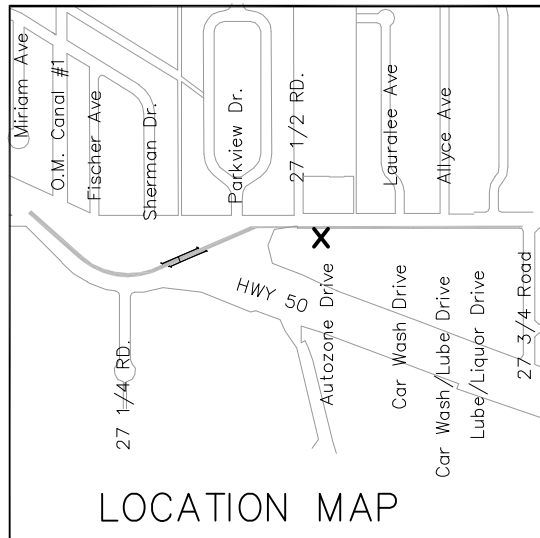 Miriam Ave
O.M. Canal #1
Fischer Ave
Sherman Dr.
Parkview Dr.
27 1/2 RD.
Lauralee Ave
Allyce Ave
HWY 50
27 1/4 RD.
Autozone Drive
Car Wash Drive
Car Wash/Lube Drive
Lube/Liquor Drive
27 3/4 Road
X
LOCATION MAP